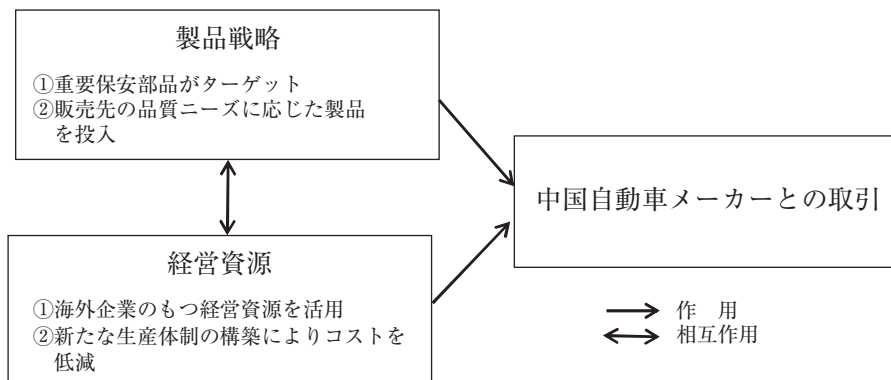 製品戦略
①重要保安部品がターゲット
②販売先の品質ニーズに応じた製品
を投入
中国自動車メーカーとの取引
経営資源
①海外企業のもつ経営資源を活用
②新たな生産体制の構築によりコストを
低減
作　用
相互作用